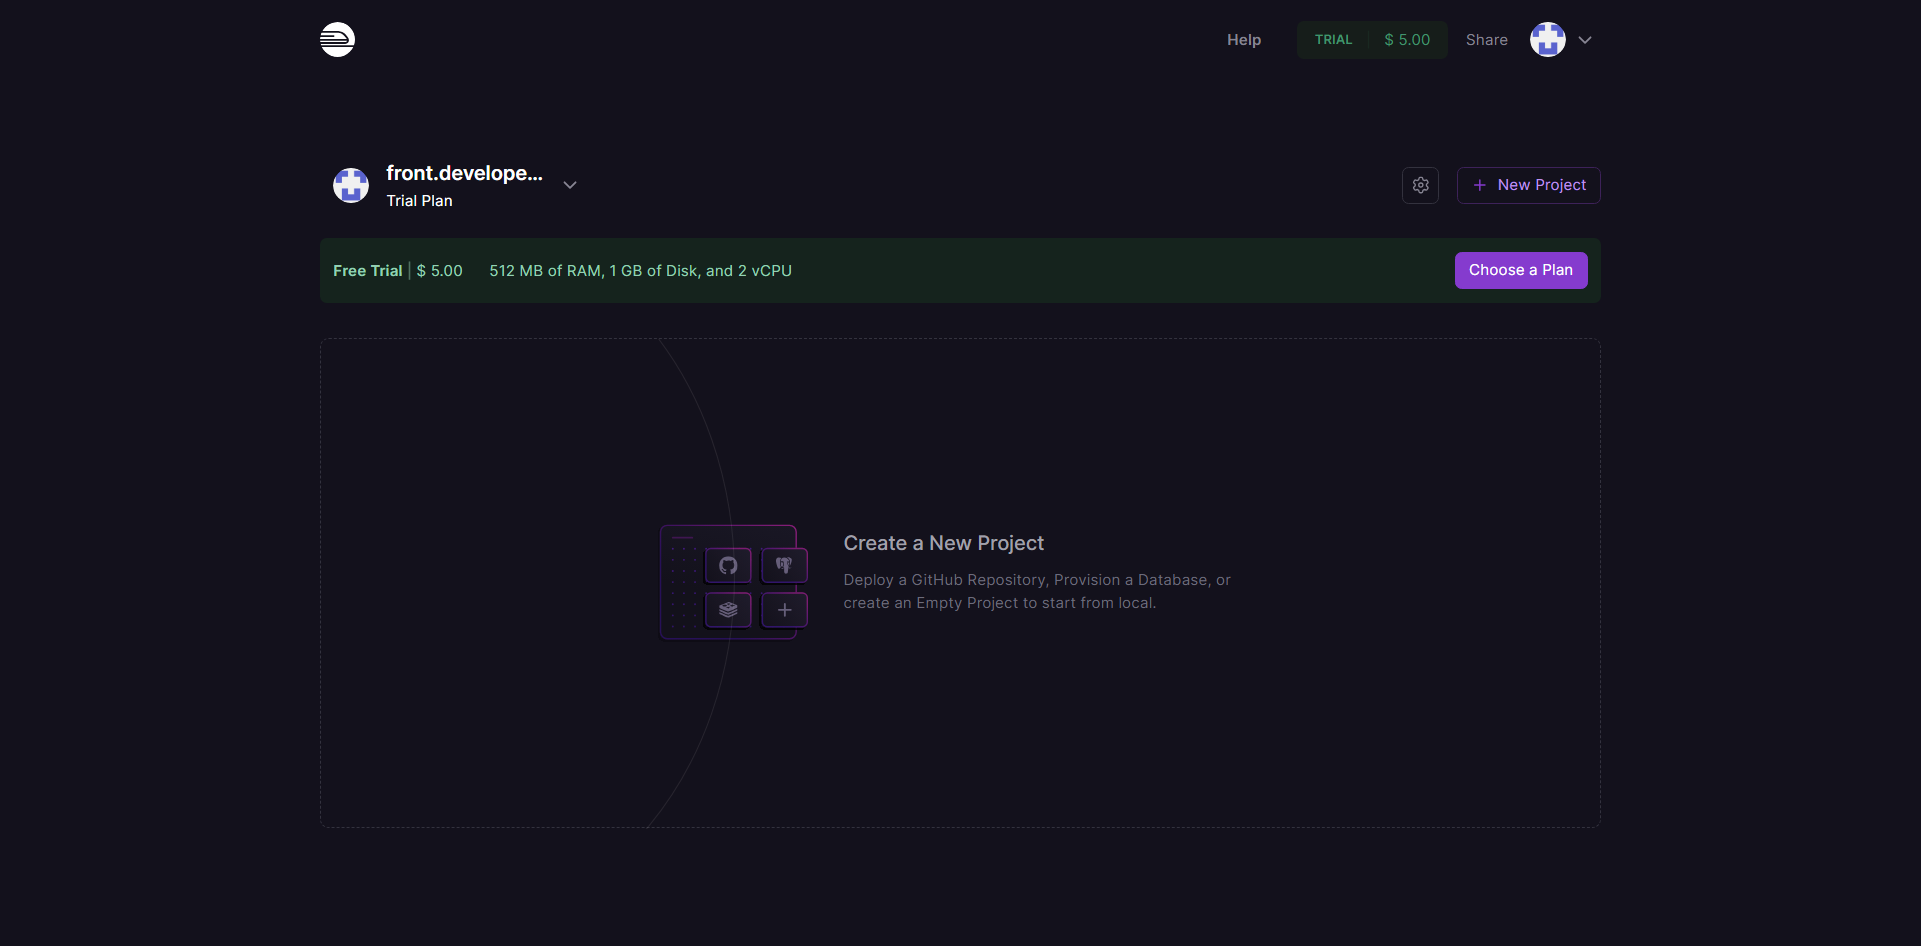 Help
TRIAL $ 5.00
Share
front.develope...
Trial Plan
+ New Project
Free Trial | $ 5.00 512 MB of RAM, 1 GB of Disk, and 2 vCPU
Choose a Plan
Create a New Project
Deploy a GitHub Repository, Provision a Database, or
create an Empty Project to start from local.